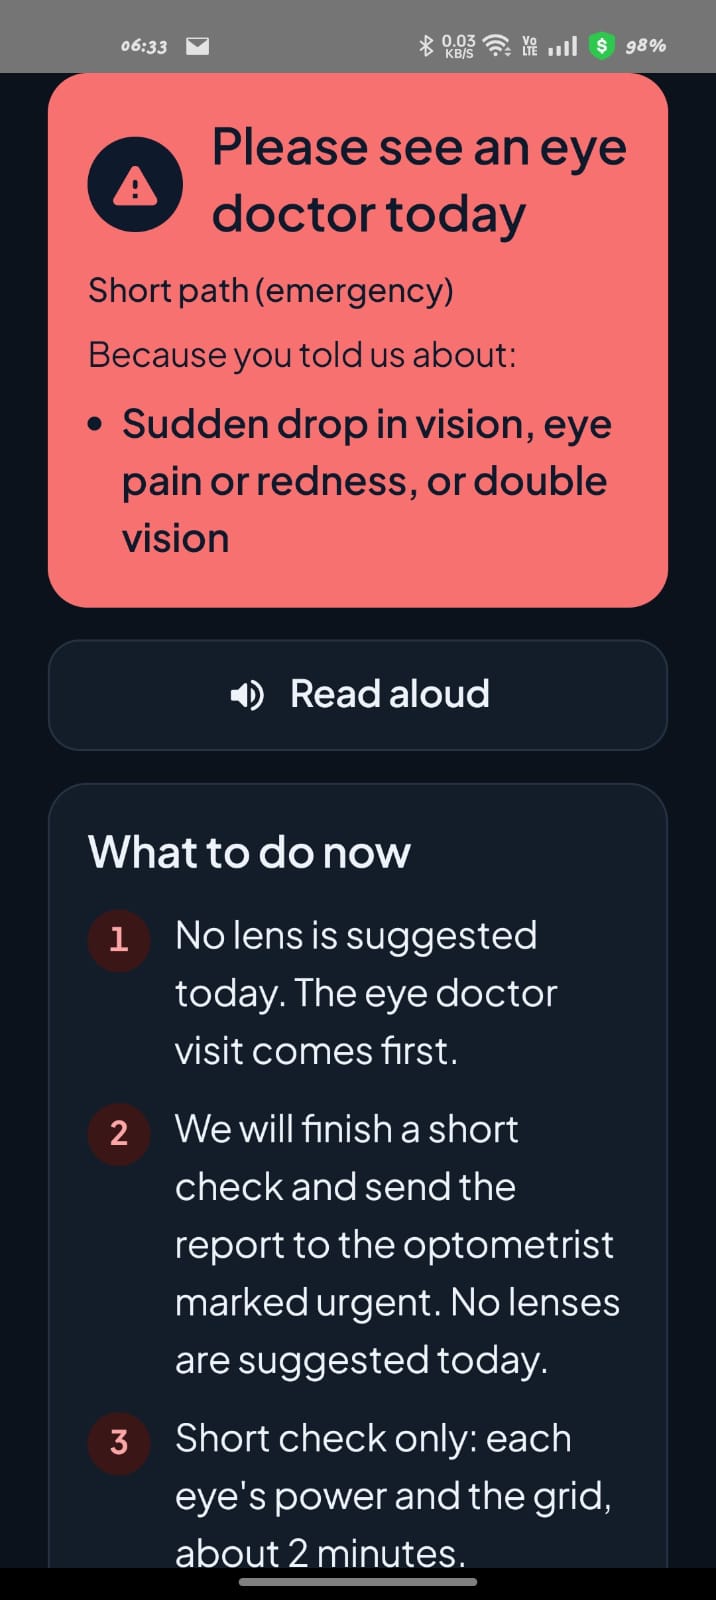 06:33
0.03 KB/S Vo LTE $ 98%
Please see an eye
doctor today
Short path (emergency)
Because you told us about:
• Sudden drop in vision, eye
pain or redness, or double
vision
Read aloud
What to do now
1 No lens is suggested
today. The eye doctor
visit comes first.
2 We will finish a short
check and send the
report to the optometrist
marked urgent. No lenses
are suggested today.
3 Short check only: each
eye's power and the grid,
about 2 minutes.